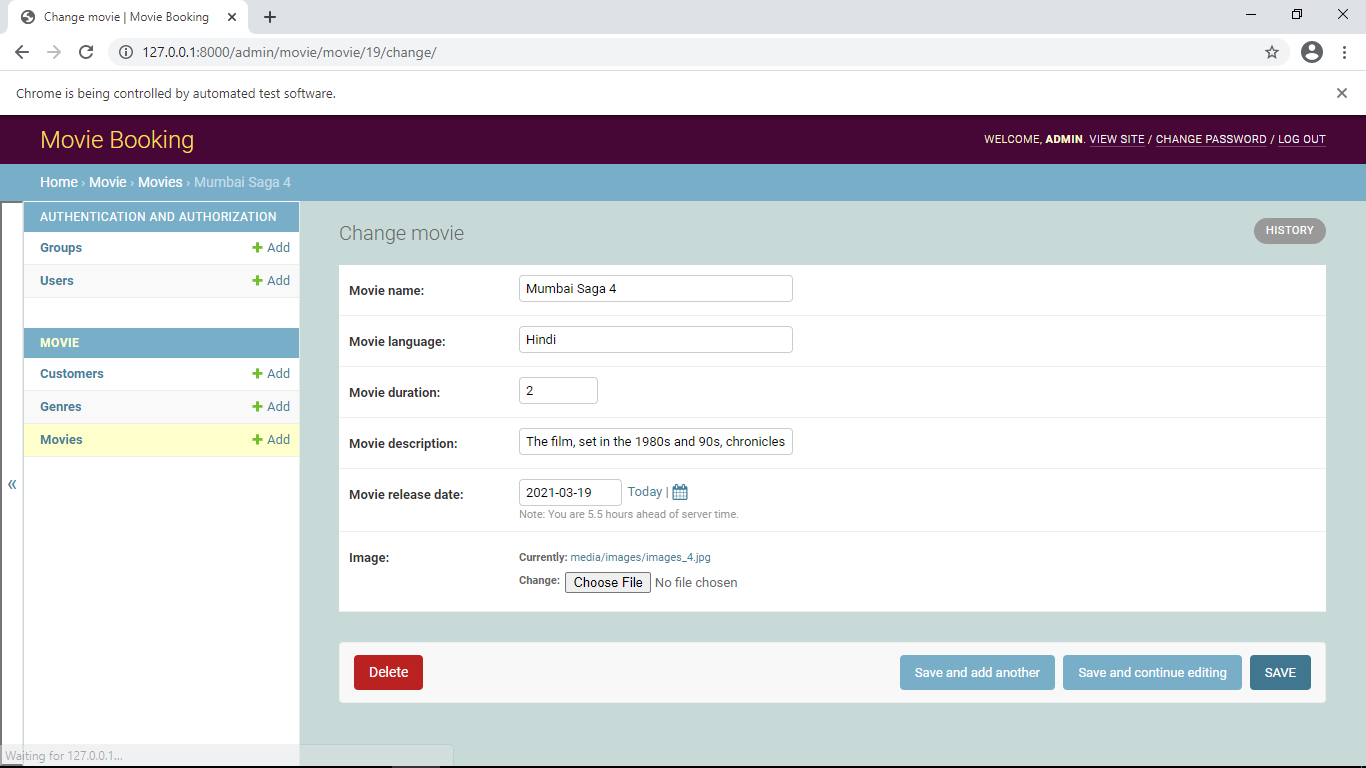 Change movie | Movie Booking
127.0.0.1:8000/admin/movie/movie/19/change/
Chrome is being controlled by automated test software.
Movie Booking
WELCOME, ADMIN. VIEW SITE / CHANGE PASSWORD / LOG OUT
Home › Movie › Movies › Mumbai Saga 4
AUTHENTICATION AND AUTHORIZATION
Groups + Add
Users + Add
MOVIE
Customers + Add
Genres + Add
Movies + Add
«
Change movie
HISTORY
Movie name: Mumbai Saga 4
Movie language: Hindi
Movie duration: 2
Movie description: The film, set in the 1980s and 90s, chronicles
Movie release date: 2021-03-19 Today |
Note: You are 5.5 hours ahead of server time.
Image: Currently: media/images/images_4.jpg
Change: Choose File No file chosen
Delete Save and add another Save and continue editing SAVE
Waiting for 127.0.0.1...